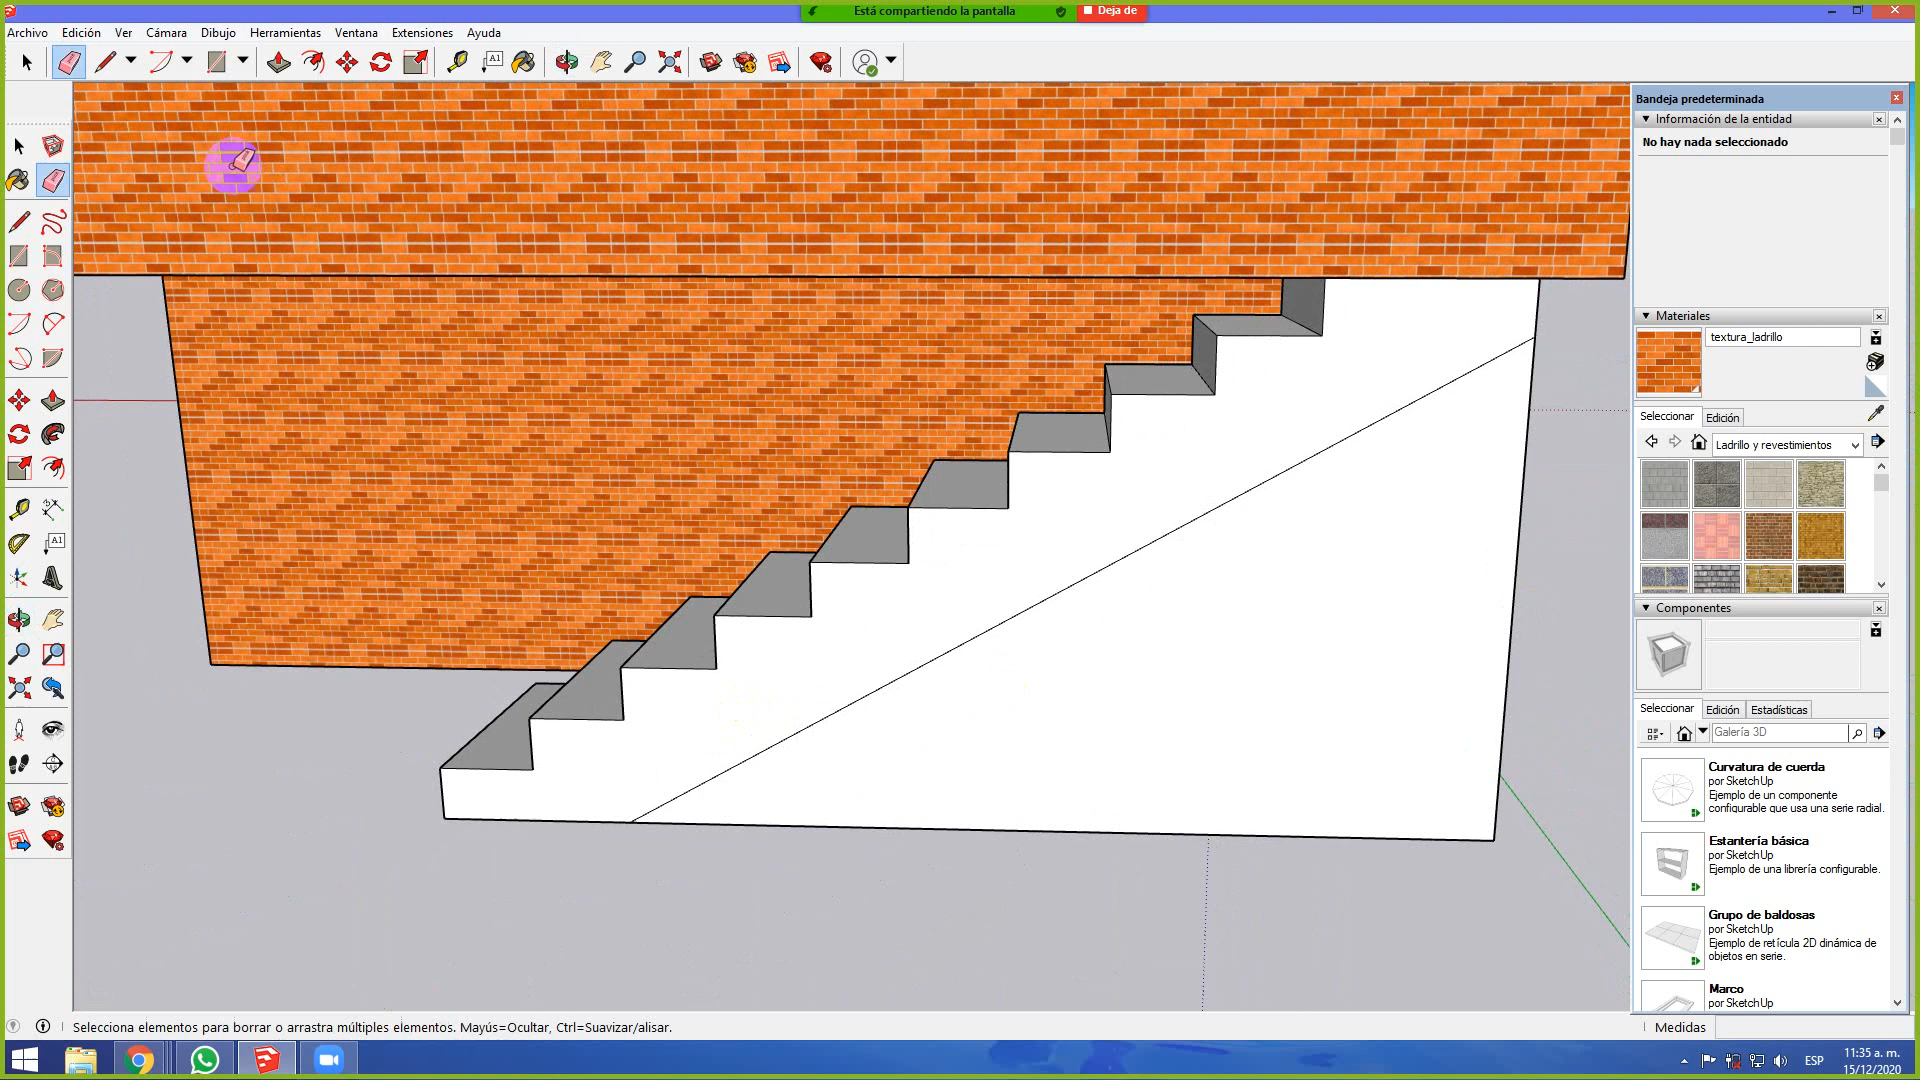 Está compartiendo la pantalla
Deja de
Archivo Edición Ver Cámara Dibujo Herramientas Ventana Extensiones Ayuda
A1
Bandeja predeterminada
Información de la entidad
No hay nada seleccionado
Materiales
textura_ladrillo
Seleccionar Edición
Ladrillo y revestimientos
A1
Componentes
Seleccionar Edición Estadísticas
Galería 3D
Curvatura de cuerda
por SketchUp
Ejemplo de un componente
configurable que usa una serie radial.
Estantería básica
por SketchUp
Ejemplo de una librería configurable.
Grupo de baldosas
por SketchUp
Ejemplo de retícula 2D dinámica de
objetos en serie.
Marco
por SketchUp
Selecciona elementos para borrar o arrastra múltiples elementos. Mayús=Ocultar, Ctrl=Suavizar/alisar.
Medidas
ESP
11:35 a. m.
15/12/2020